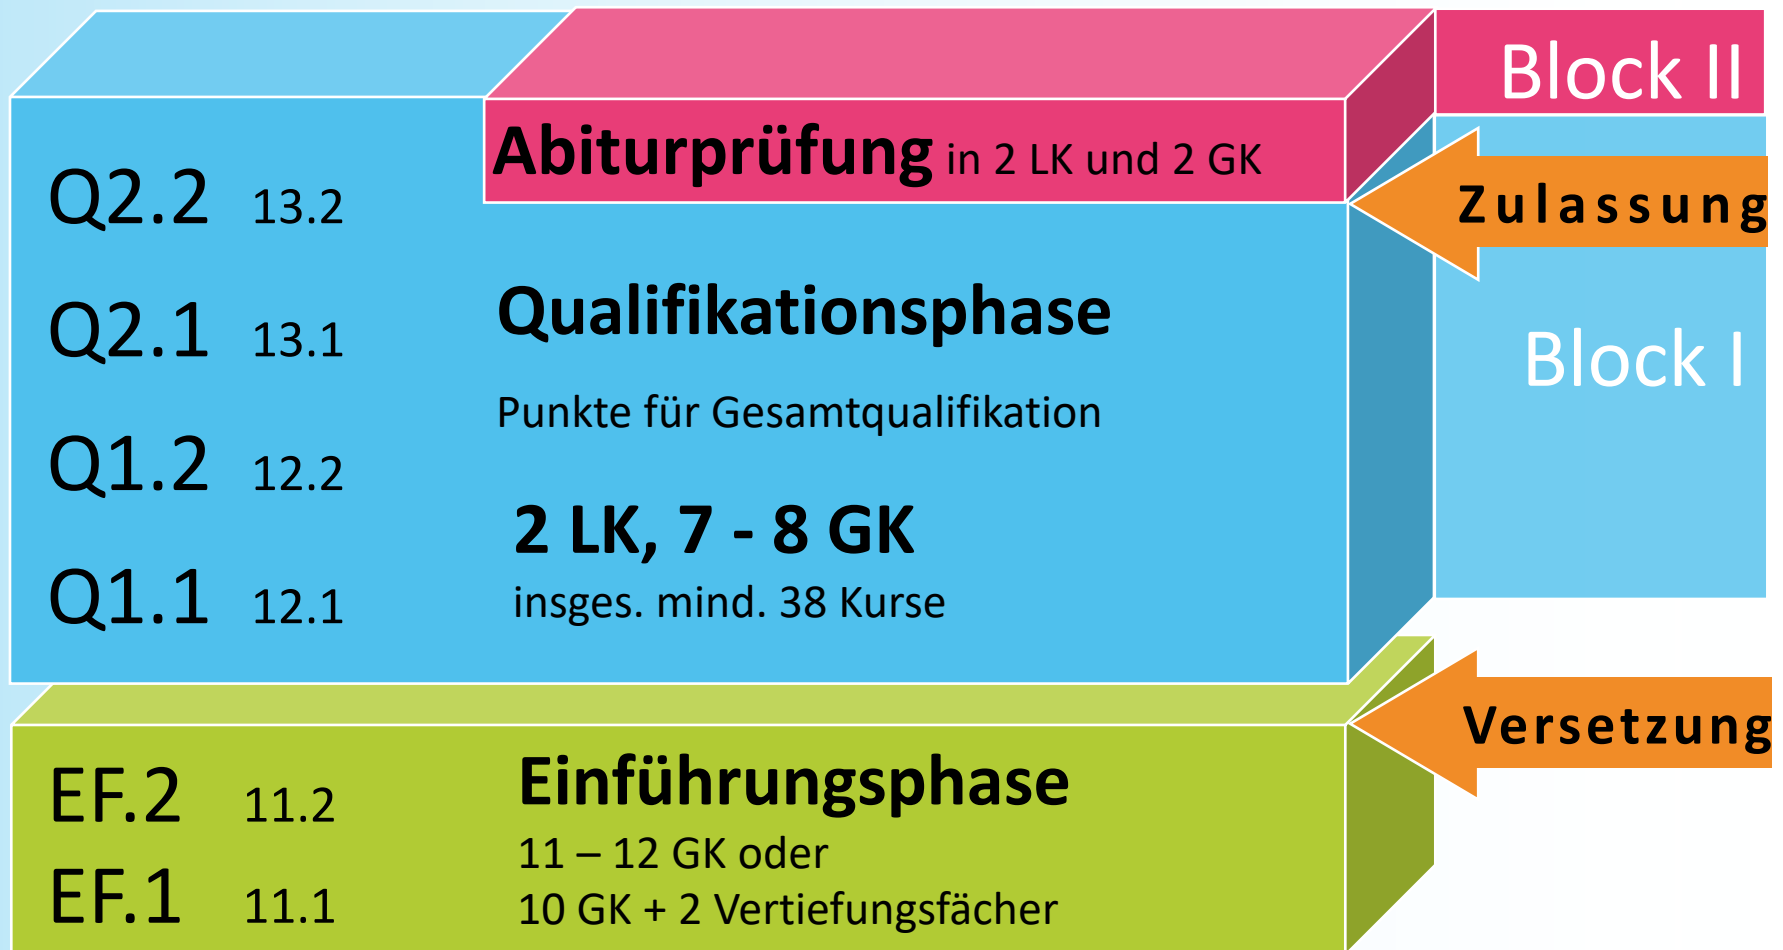 Block II
Abiturprüfung in 2 LK und 2 GK
Q2.2 13.2
Zulassung
Qualifikationsphase
Q2.1 13.1
Block I
Punkte für Gesamtqualifikation
Q1.2 12.2
2 LK, 7 - 8 GK
Q1.1 12.1
insges. mind. 38 Kurse
Versetzung
EF.2 11.2
Einführungsphase
11 – 12 GK oder
EF.1 11.1
10 GK + 2 Vertiefungsfächer